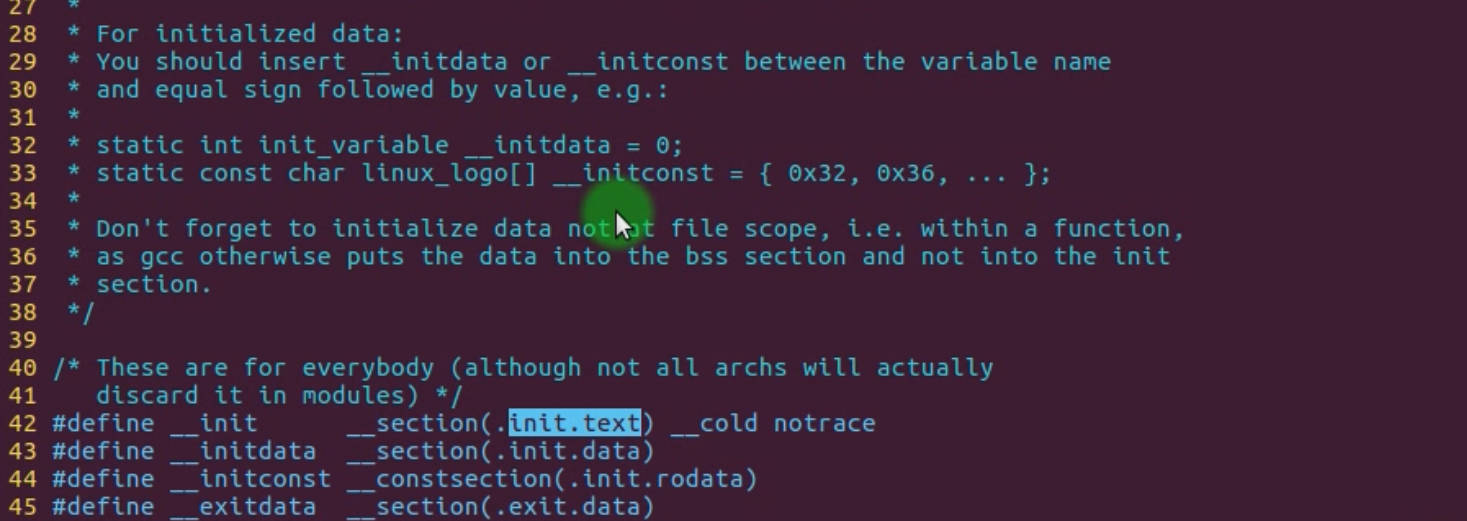 27  *
28  * For initialized data:
29  * You should insert __initdata or __initconst between the variable name
30  * and equal sign followed by value, e.g.:
31  *
32  * static int init_variable __initdata = 0;
33  * static const char linux_logo[] __initconst = { 0x32, 0x36, ... };
34  *
35  * Don't forget to initialize data not at file scope, i.e. within a function,
36  * as gcc otherwise puts the data into the bss section and not into the init
37  * section.
38  */
39
40 /* These are for everybody (although not all archs will actually
41    discard it in modules) */
42 #define __init      __section(.init.text) __cold notrace
43 #define __initdata  __section(.init.data)
44 #define __initconst __constsection(.init.rodata)
45 #define __exitdata  __section(.exit.data)